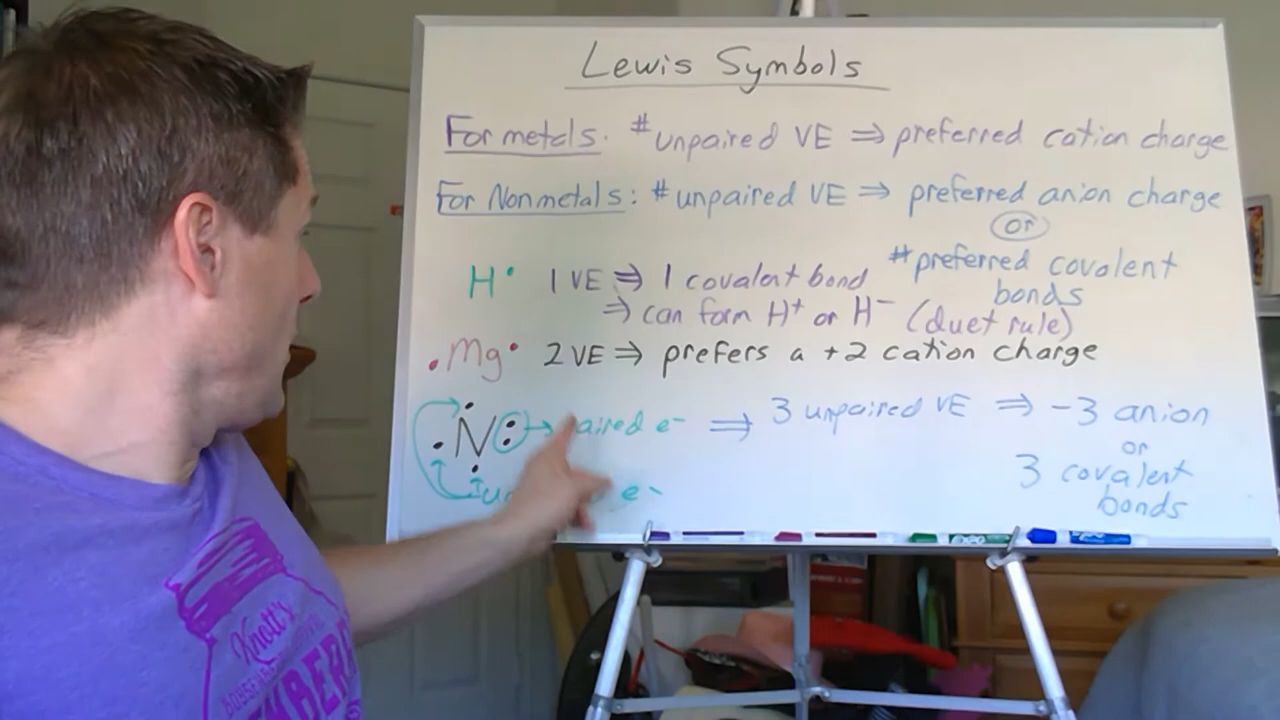 Lewis Symbols
For metals: # unpaired VE ⇒ preferred cation charge
For Nonmetals: # unpaired VE ⇒ preferred anion charge
or
# preferred covalent
bonds
H• 1 VE ⇒ 1 covalent bond
⇒ can form H⁺ or H⁻ (duet rule)
•Mg• 2 VE ⇒ prefers a +2 cation charge
N → e⁻ ⇒ 3 unpaired VE ⇒ -3 anion
or
3 covalent
bonds
e⁻
Knott's